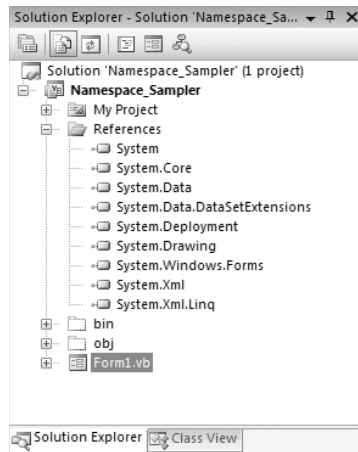 Solution Explorer - Solution 'Namespace_Sa...
Solution 'Namespace_Sampler' (1 project)
Namespace_Sampler
My Project
References
System
System.Core
System.Data
System.Data.DataSetExtensions
System.Deployment
System.Drawing
System.Windows.Forms
System.Xml
System.Xml.Linq
bin
obj
Form1.vb
Solution Explorer Class View